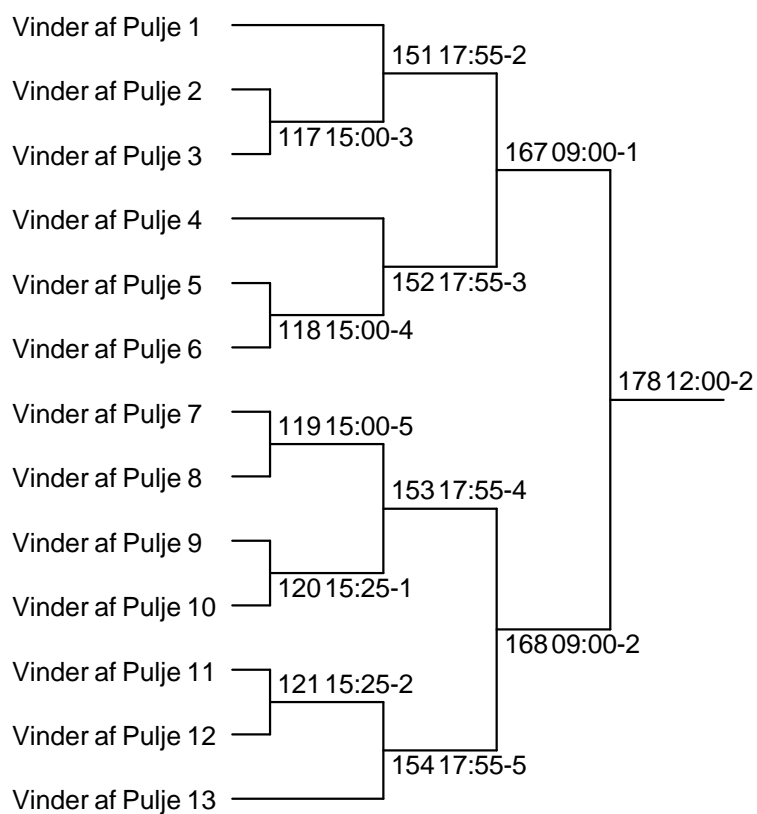 Vinder af Pulje 1
151 17:55-2
Vinder af Pulje 2
117 15:00-3
Vinder af Pulje 3
167 09:00-1
Vinder af Pulje 4
152 17:55-3
Vinder af Pulje 5
118 15:00-4
Vinder af Pulje 6
178 12:00-2
Vinder af Pulje 7
119 15:00-5
Vinder af Pulje 8
153 17:55-4
Vinder af Pulje 9
120 15:25-1
Vinder af Pulje 10
168 09:00-2
Vinder af Pulje 11
121 15:25-2
Vinder af Pulje 12
154 17:55-5
Vinder af Pulje 13